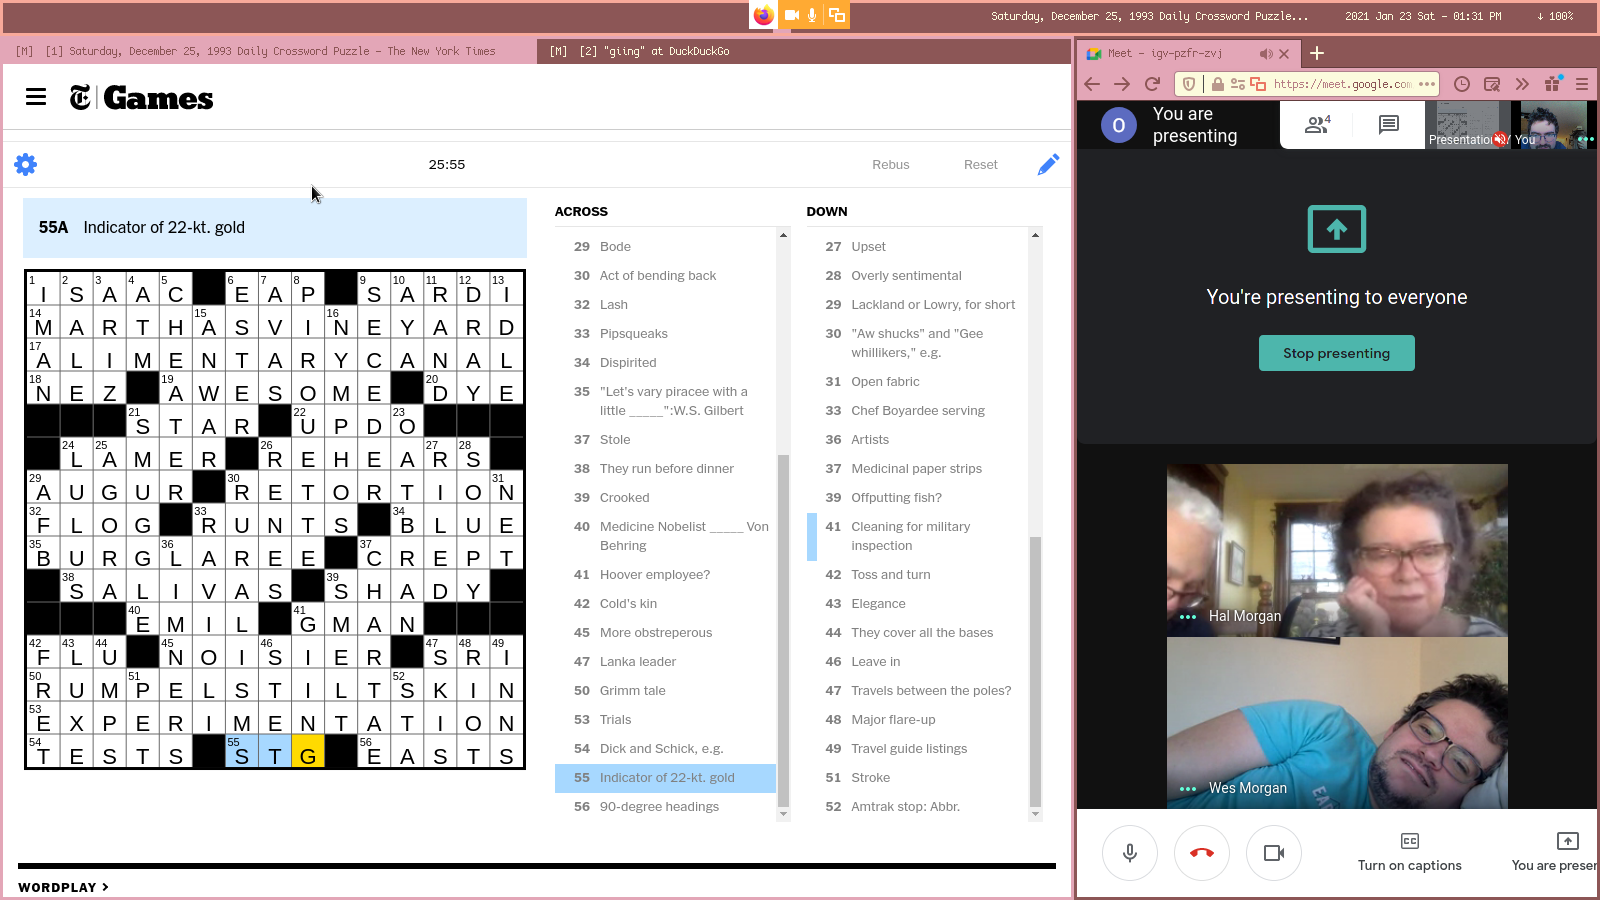 Saturday, December 25, 1993 Daily Crossword Puzzle... 2021 Jan 23 Sat - 01:31 PM ↓ 100%
[M] [1] Saturday, December 25, 1993 Daily Crossword Puzzle - The New York Times
[M] [2] "giing" at DuckDuckGo
Games
25:55
Rebus
Reset
55A Indicator of 22-kt. gold
1 I 2 S 3 A 4 A 5 C 6 E 7 A 8 P 9 S 10 A 11 R 12 D 13 I
14 M A R T H 15 A S V I 16 N E Y A R D
17 A L I M E N T A R Y C A N A L
18 N E Z 19 A W E S O M E 20 D Y E
21 S T A R 22 U P D 23 O
24 L 25 A M E R 26 R E H E A 27 R 28 S
29 A U G U R 30 R E T O R T I O 31 N
32 F L O G 33 R U N T S 34 B L U E
35 B U R G 36 L A R E E 37 C R E P T
38 S A L I V A S 39 S H A D Y
40 E M I L 41 G M A N
42 F 43 L 44 U 45 N O I 46 S I E R 47 S 48 R 49 I
50 R U M 51 P E L S T I L T 52 S K I N
53 E X P E R I M E N T A T I O N
54 T E S T S 55 S T G 56 E A S T S
ACROSS
29 Bode
30 Act of bending back
32 Lash
33 Pipsqueaks
34 Dispirited
35 "Let's vary piracee with a
little _____":W.S. Gilbert
37 Stole
38 They run before dinner
39 Crooked
40 Medicine Nobelist _____ Von
Behring
41 Hoover employee?
42 Cold's kin
45 More obstreperous
47 Lanka leader
50 Grimm tale
53 Trials
54 Dick and Schick, e.g.
55 Indicator of 22-kt. gold
56 90-degree headings
DOWN
27 Upset
28 Overly sentimental
29 Lackland or Lowry, for short
30 "Aw shucks" and "Gee
whillikers," e.g.
31 Open fabric
33 Chef Boyardee serving
36 Artists
37 Medicinal paper strips
39 Offputting fish?
41 Cleaning for military
inspection
42 Toss and turn
43 Elegance
44 They cover all the bases
46 Leave in
47 Travels between the poles?
48 Major flare-up
49 Travel guide listings
51 Stroke
52 Amtrak stop: Abbr.
WORDPLAY >
Meet - igv-pzfr-zvj
https://meet.google.com
O
You are
presenting
4
Presentation
You
You're presenting to everyone
Stop presenting
Hal Morgan
Wes Morgan
Turn on captions
You are preser